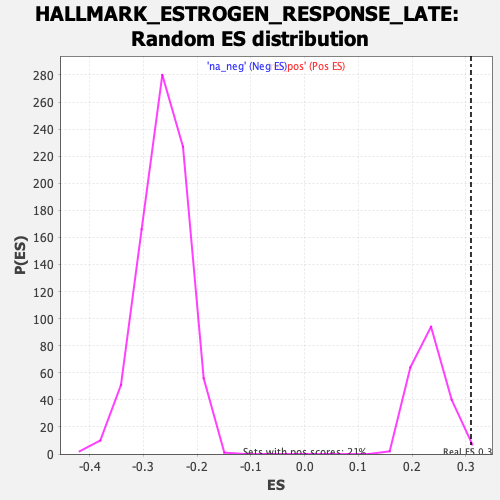 HALLMARK_ESTROGEN_RESPONSE_LATE:
Random ES distribution
'na_neg' (Neg ES)pos' (Pos ES)
280
260
240
220
200
180
160
140
120
100
80
60
40
20
0
P(ES)
Sets with pos scores: 21%
Real ES 0.3
-0.4 -0.3 -0.2 -0.1 0.0 0.1 0.2 0.3
ES